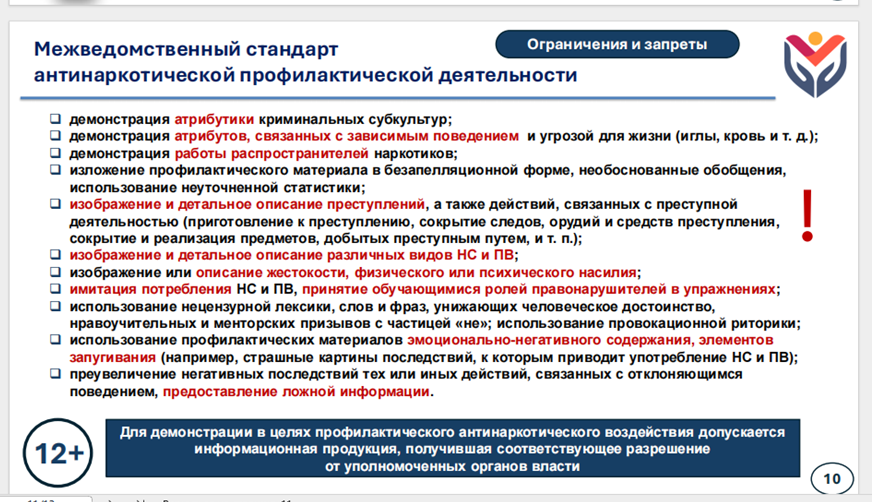 Межведомственный стандарт
антинаркотической профилактической деятельности
Ограничения и запреты
❑ демонстрация атрибутики криминальных субкультур;
❑ демонстрация атрибутов, связанных с зависимым поведением и угрозой для жизни (иглы, кровь и т. д.);
❑ демонстрация работы распространителей наркотиков;
❑ изложение профилактического материала в безапелляционной форме, необоснованные обобщения,
использование неуточненной статистики;
❑ изображение и детальное описание преступлений, а также действий, связанных с преступной
деятельностью (приготовление к преступлению, сокрытие следов, орудий и средств преступления,
сокрытие и реализация предметов, добытых преступным путем, и т. п.);
❑ изображение и детальное описание различных видов НС и ПВ;
❑ изображение или описание жестокости, физического или психического насилия;
❑ имитация потребления НС и ПВ, принятие обучающимися ролей правонарушителей в упражнениях;
❑ использование нецензурной лексики, слов и фраз, унижающих человеческое достоинство,
нравоучительных и менторских призывов с частицей «не»; использование провокационной риторики;
❑ использование профилактических материалов эмоционально-негативного содержания, элементов
запугивания (например, страшные картины последствий, к которым приводит употребление НС и ПВ);
❑ преувеличение негативных последствий тех или иных действий, связанных с отклоняющимся
поведением, предоставление ложной информации.
!
12+
Для демонстрации в целях профилактического антинаркотического воздействия допускается
информационная продукция, получившая соответствующее разрешение
от уполномоченных органов власти
10